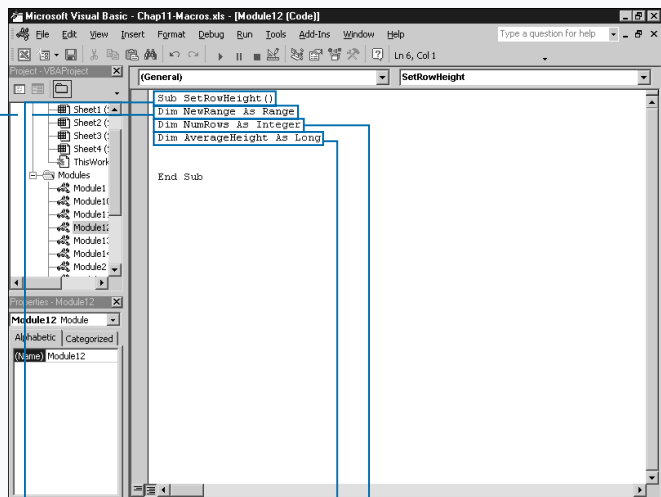 Microsoft Visual Basic - Chap11-Macros.xls - [Module12 (Code)]
File Edit View Insert Format Debug Run Tools Add-Ins Window Help
Type a question for help
Ln 6, Col 1
Project - VBAProject
(General)
SetRowHeight
Sheet1 (
Sheet2 (
Sheet3 (
Sheet4 (
ThisWork
Modules
Module1
Module10
Module11
Module12
Module13
Module14
Module2
Sub SetRowHeight()
Dim NewRange As Range
Dim NumRows As Integer
Dim AverageHeight As Long
End Sub
Properties - Module12
Module12 Module
Alphabetic Categorized
(Name) Module12